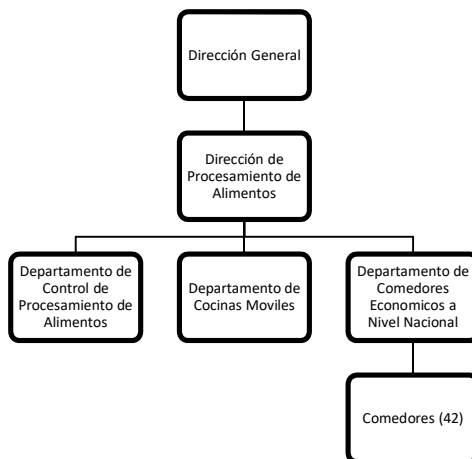 Dirección General
Dirección de
Procesamiento de
Alimentos
Departamento de
Control de
Procesamiento de
Alimentos
Departamento de
Cocinas Moviles
Departamento de
Comedores
Economicos a
Nivel Nacional
Comedores (42)